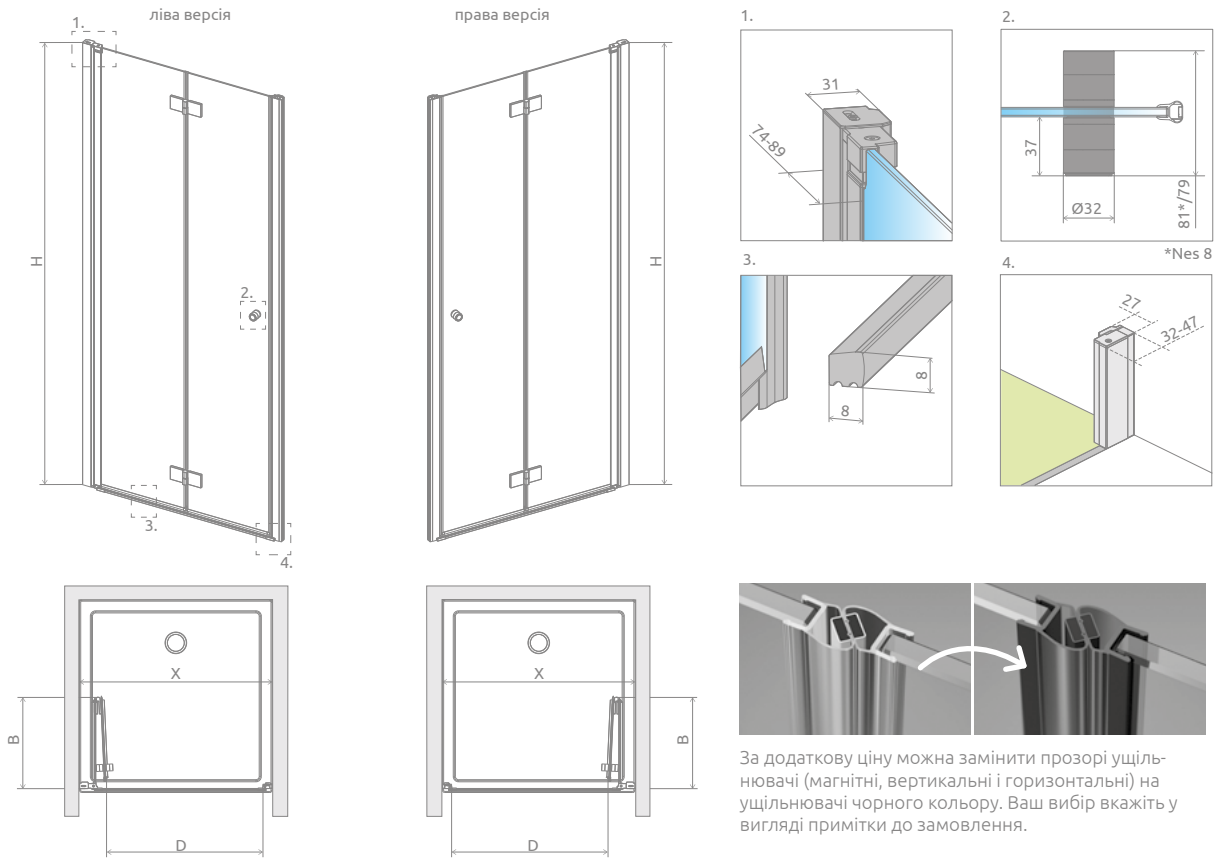 ліва версія
права версія
1.
2.
3.
4.
H
H
1.
31
74-89
2.
37
Ø32
81*/79
*Nes 8
3.
8
8
4.
27
32-47
X
B
D
X
B
D
За додаткову ціну можна замінити прозорі ущіль-
нювачі (магнітні, вертикальні і горизонтальні) на
ущільнювачі чорного кольору. Ваш вибір вкажіть у
вигляді примітки до замовлення.